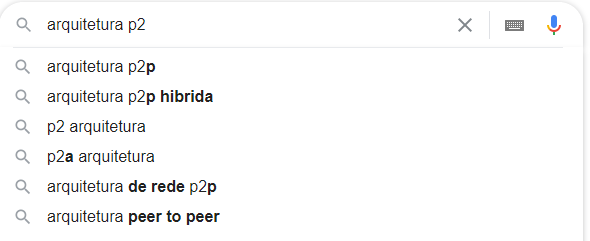 arquitetura p2
arquitetura p2p
arquitetura p2p hibrida
p2 arquitetura
p2a arquitetura
arquitetura de rede p2p
arquitetura peer to peer